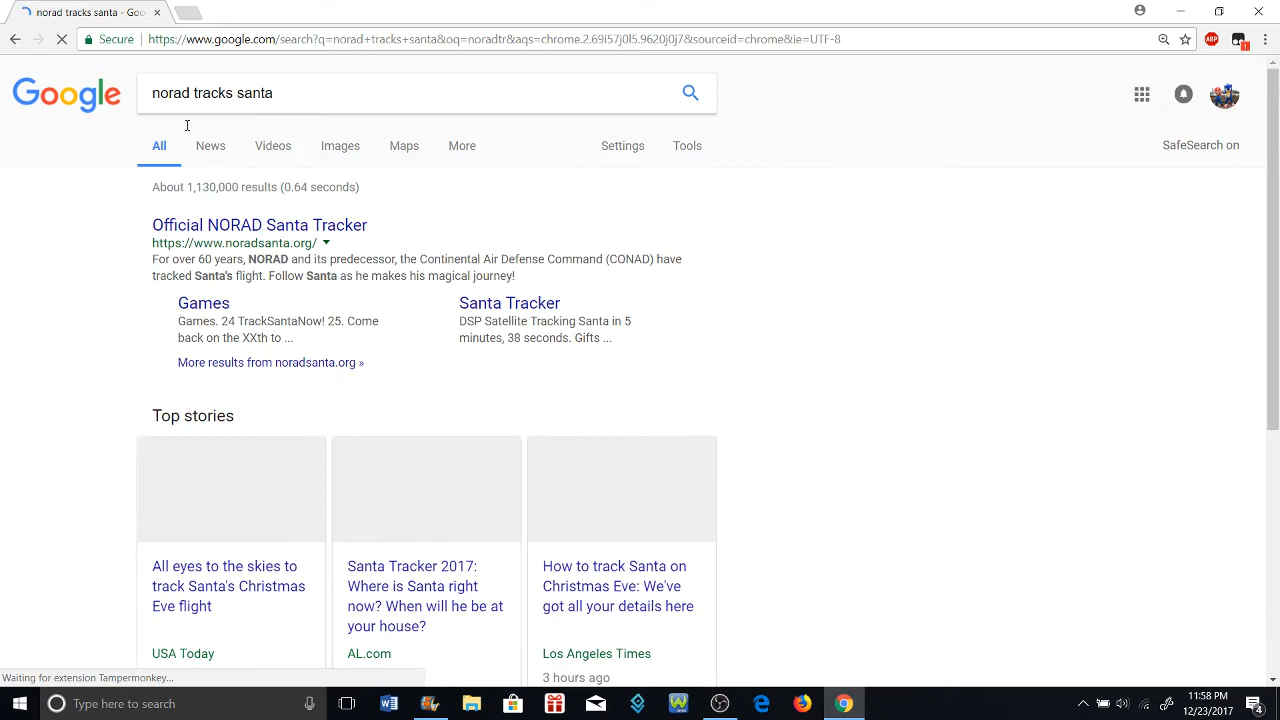 norad tracks santa - Goo
Secure
https://www.google.com/search?q=norad+tracks+santa&oq=noradtr&aqs=chrome.2.69i57j0l5.9620j0j7&sourceid=chrome&ie=UTF-8
ABP
1
Google
norad tracks santa
All News Videos Images Maps More Settings Tools
SafeSearch on
About 1,130,000 results (0.64 seconds)
Official NORAD Santa Tracker
https://www.noradsanta.org/
For over 60 years, NORAD and its predecessor, the Continental Air Defense Command (CONAD) have
tracked Santa's flight. Follow Santa as he makes his magical journey!
Games
Games. 24 TrackSantaNow! 25. Come
back on the XXth to ...
Santa Tracker
DSP Satellite Tracking Santa in 5
minutes, 38 seconds. Gifts ...
More results from noradsanta.org »
Top stories
All eyes to the skies to
track Santa's Christmas
Eve flight
USA Today
Santa Tracker 2017:
Where is Santa right
now? When will he be at
your house?
AL.com
How to track Santa on
Christmas Eve: We've
got all your details here
Los Angeles Times
3 hours ago
Waiting for extension Tampermonkey...
Type here to search
11:58 PM
12/23/2017
4